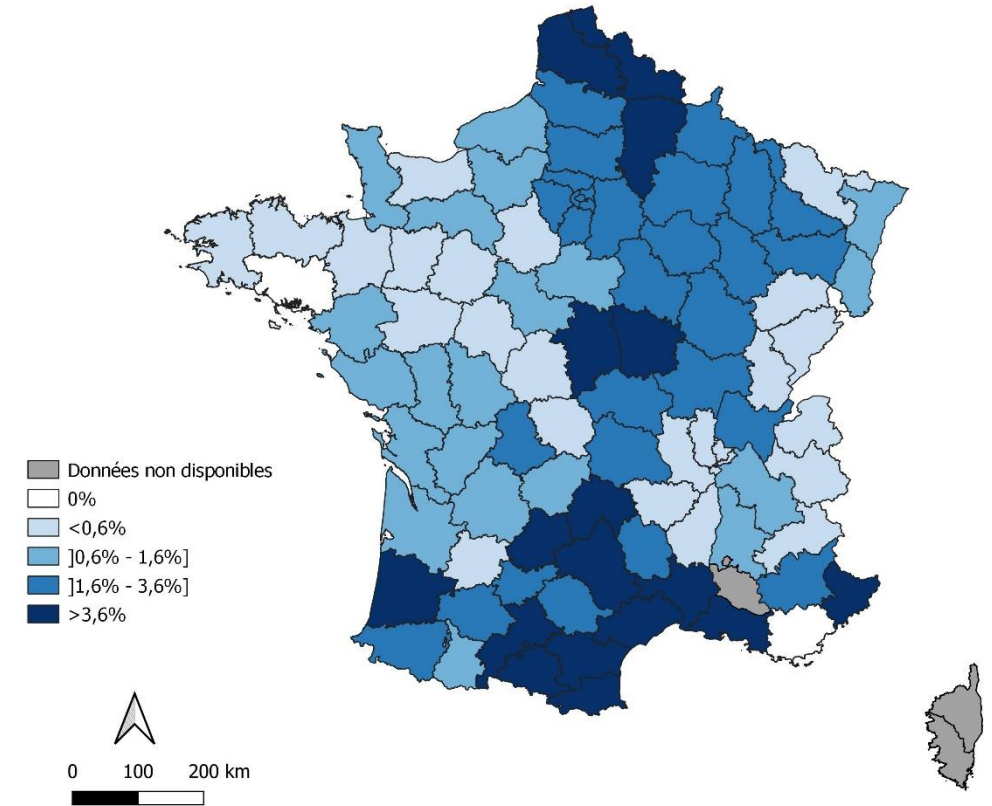 Données non disponibles
0%
<0,6%
]0,6% - 1,6%]
]1,6% - 3,6%]
>3,6%
0 100 200 km